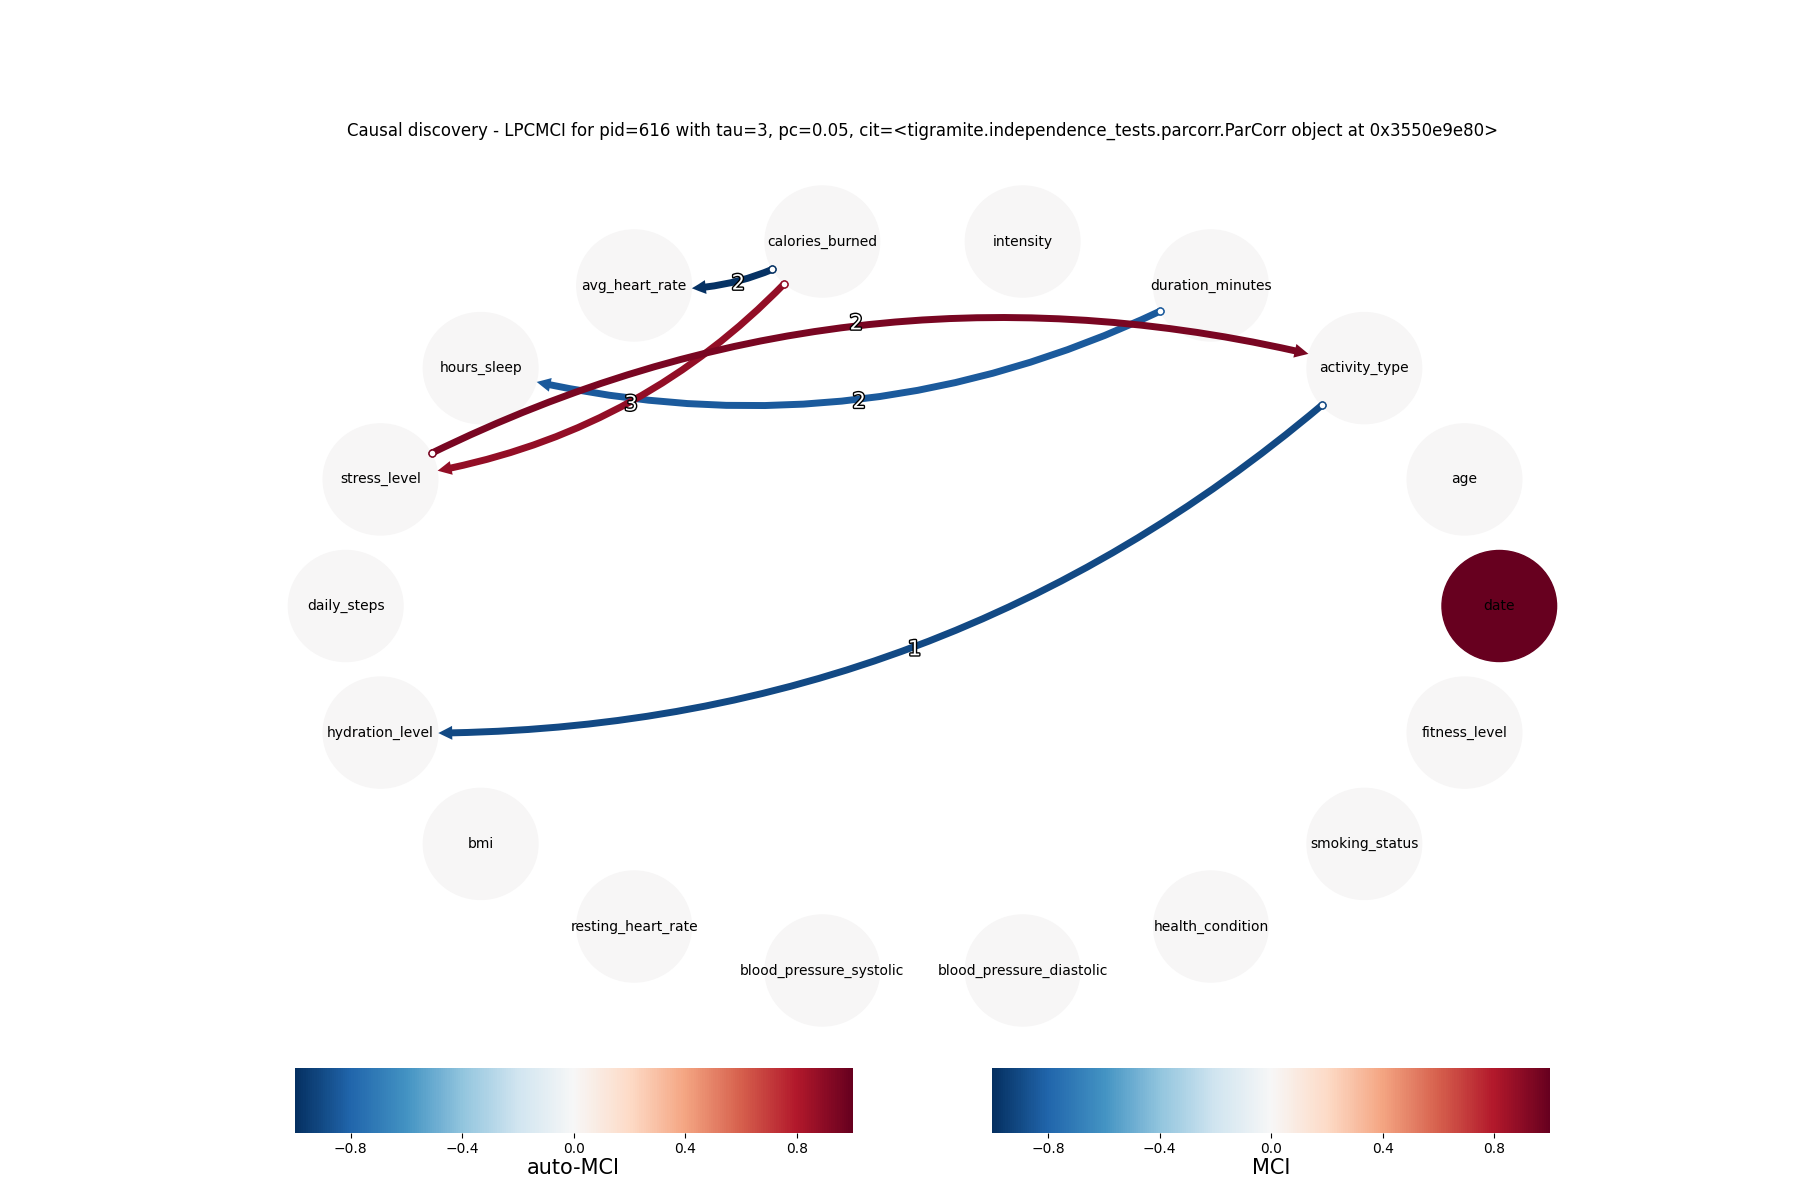 Causal discovery - LPCMCI for pid=616 with tau=3, pc=0.05, cit=<tigramite.independence_tests.parcorr.ParCorr object at 0x3550e9e80>
calories_burned
intensity
avg_heart_rate
duration_minutes
2
2
hours_sleep
activity_type
3
2
stress_level
age
daily_steps
date
1
hydration_level
fitness_level
bmi
smoking_status
resting_heart_rate
health_condition
blood_pressure_systolic
blood_pressure_diastolic
−0.8 −0.4 0.0 0.4 0.8
auto-MCI
−0.8 −0.4 0.0 0.4 0.8
MCI